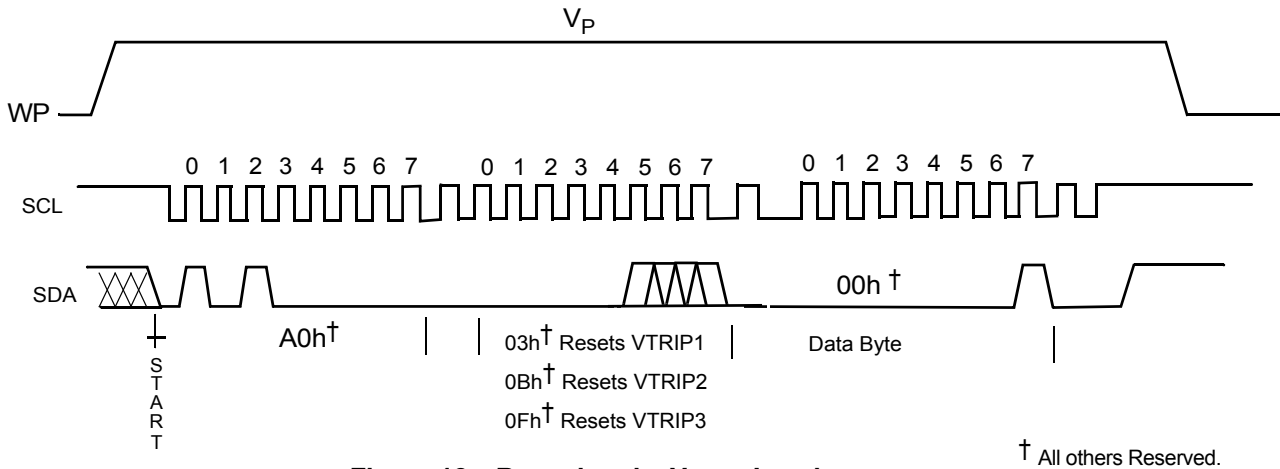 VP
WP
0 1 2 3 4 5 6 7 0 1 2 3 4 5 6 7 0 1 2 3 4 5 6 7
SCL
SDA
00h †
A0h†
03h† Resets VTRIP1
Data Byte
0Bh† Resets VTRIP2
0Fh† Resets VTRIP3
START
† All others Reserved.